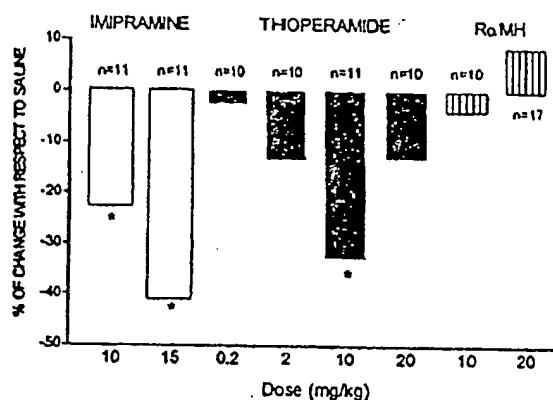 IMIPRAMINE THIOPERAMIDE RαMH
% OF CHANGE WITH RESPECT TO SALINE
10
0
-10
-20
-30
-40
-50
n=11 n=11 n=10 n=10 n=11 n=10 n=10
n=17
*
*
*
10 15 0.2 2 10 20 10 20
Dose (mg/kg)